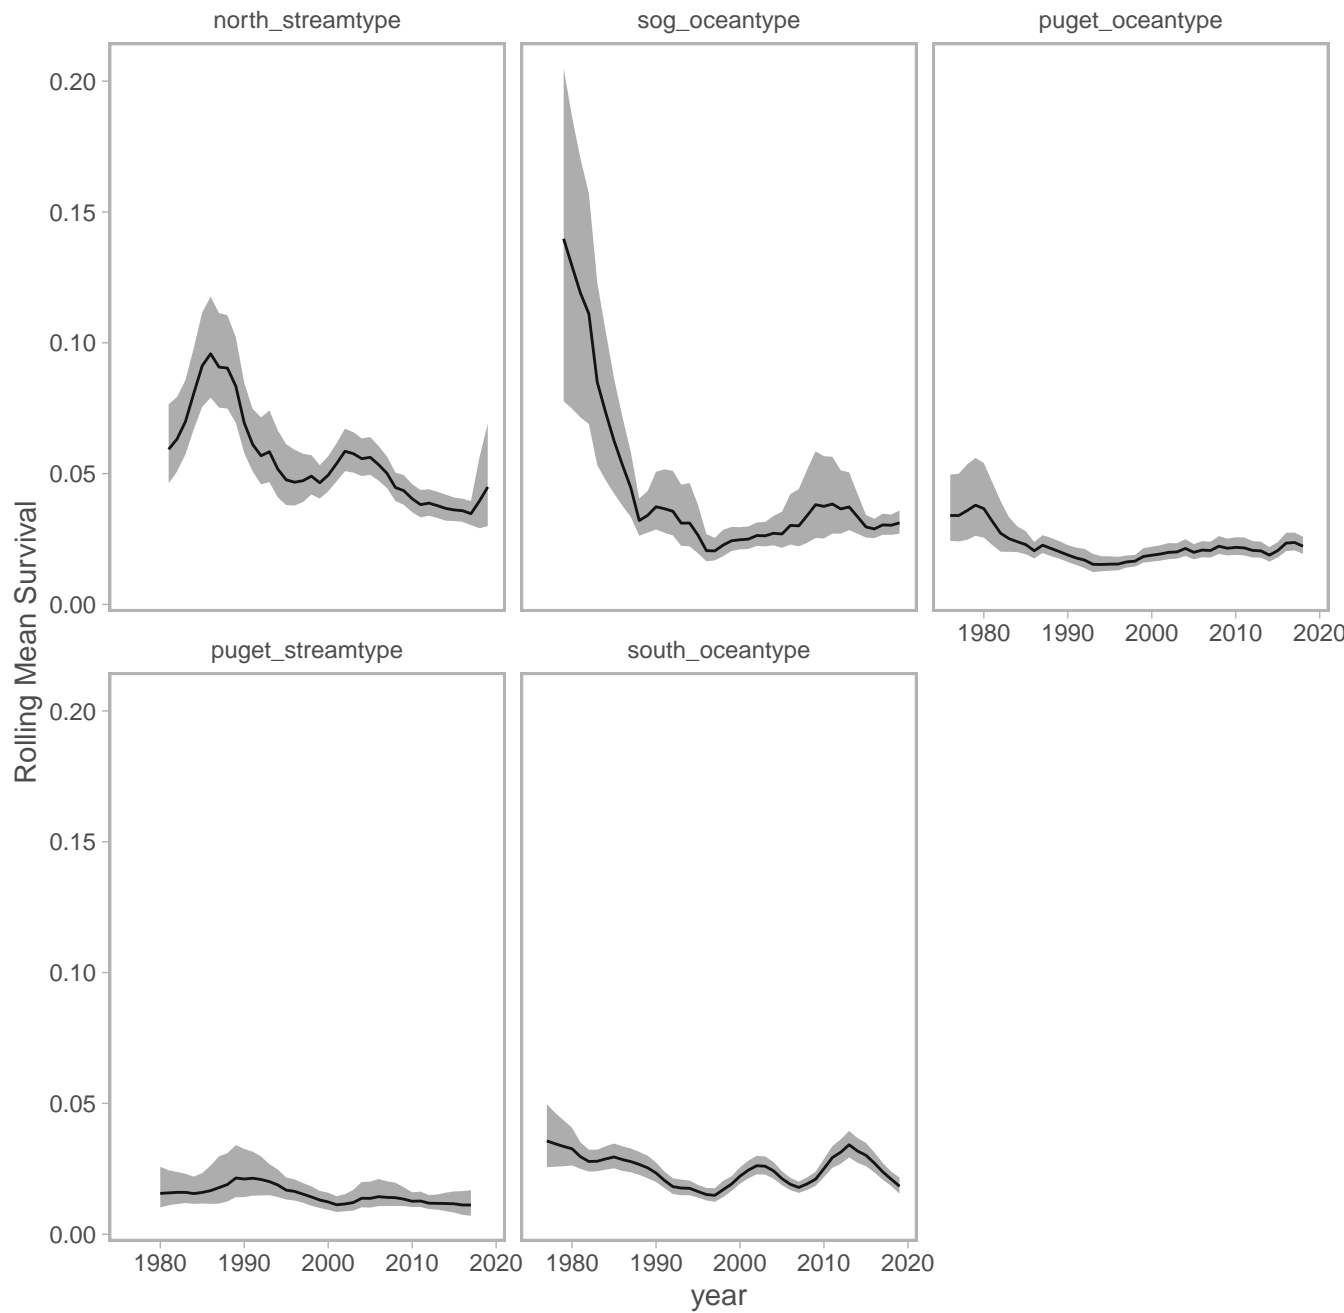 north_streamtype
sog_oceantype
puget_oceantype
0.20
0.15
0.10
0.05
0.00
1980 1990 2000 2010 2020
puget_streamtype
south_oceantype
0.20
0.15
0.10
0.05
0.00
1980 1990 2000 2010 2020
1980 1990 2000 2010 2020
Rolling Mean Survival
year